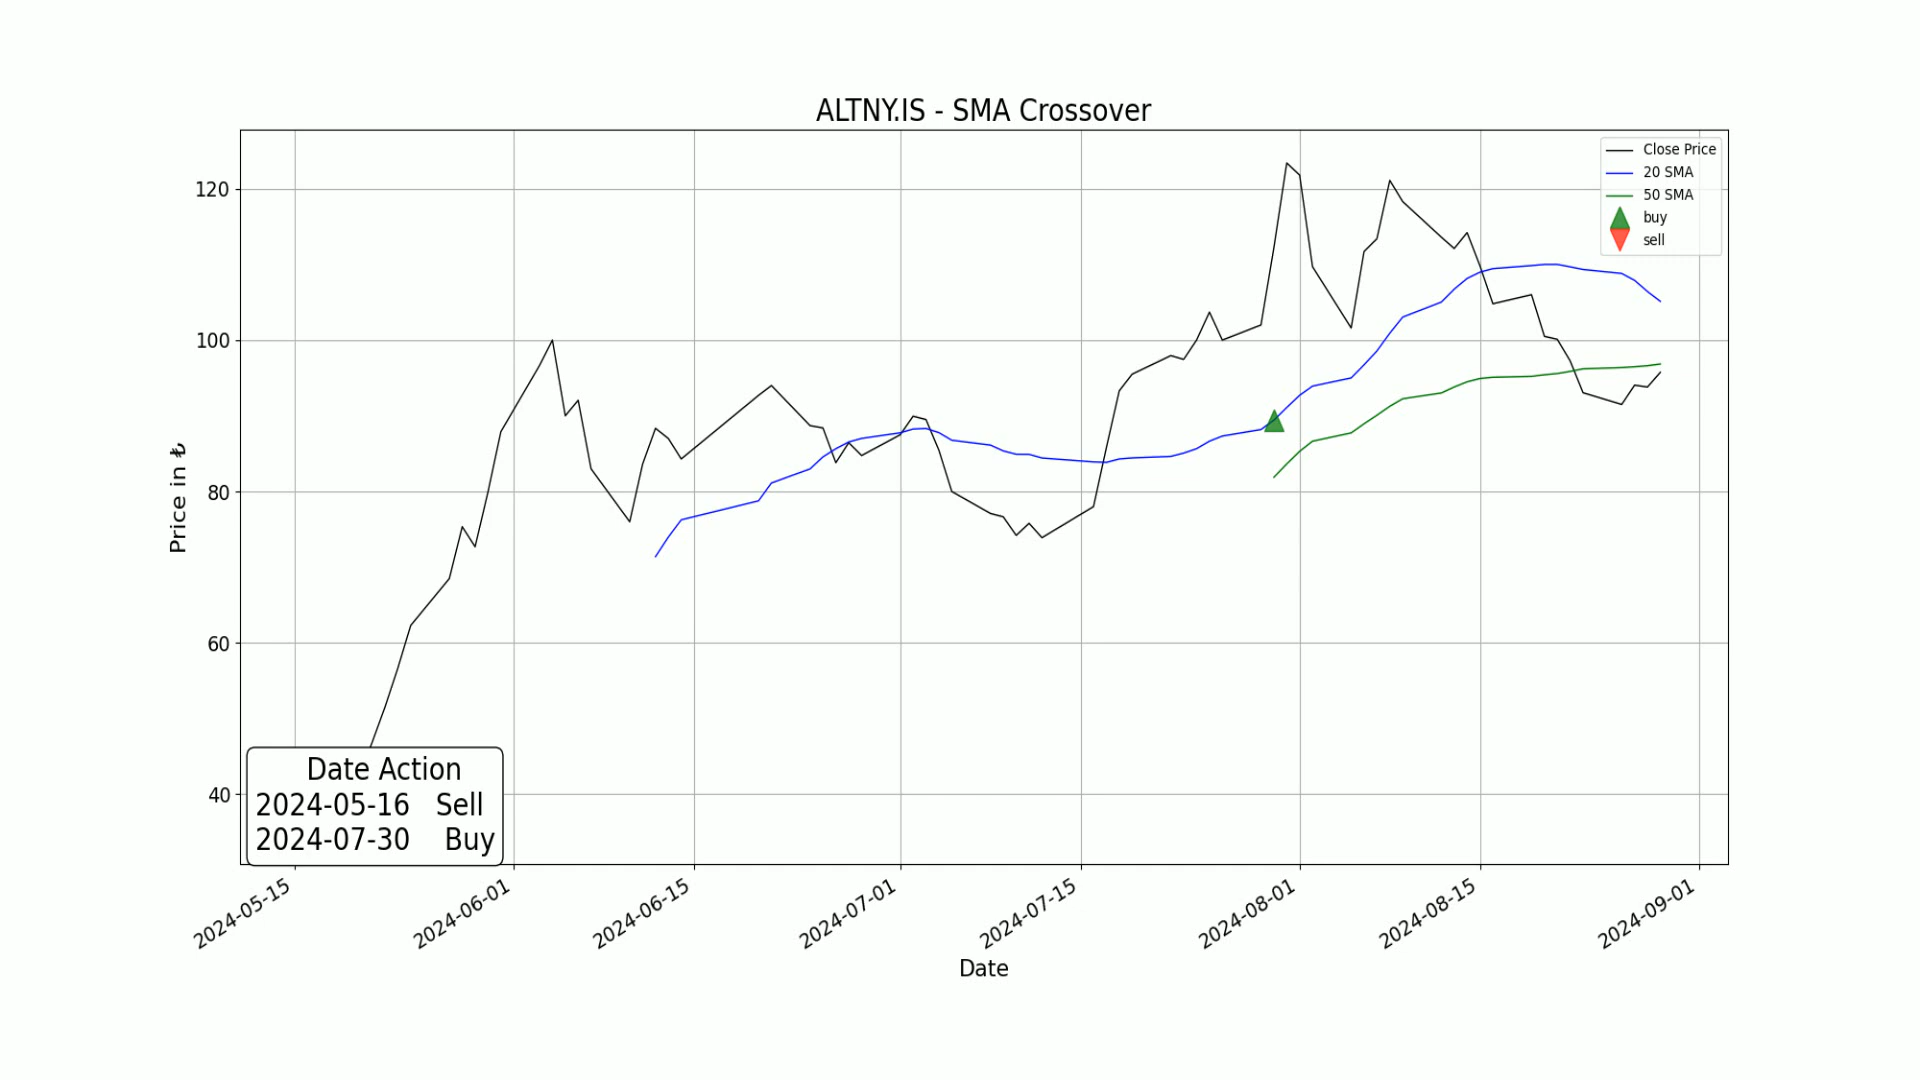 ALTNY.IS - SMA Crossover
Close Price
20 SMA
50 SMA
buy
sell
120
100
80
60
40
Price in ₺
Date Action
2024-05-16 Sell
2024-07-30 Buy
2024-05-15
2024-06-01
2024-06-15
2024-07-01
2024-07-15
2024-08-01
2024-08-15
2024-09-01
Date